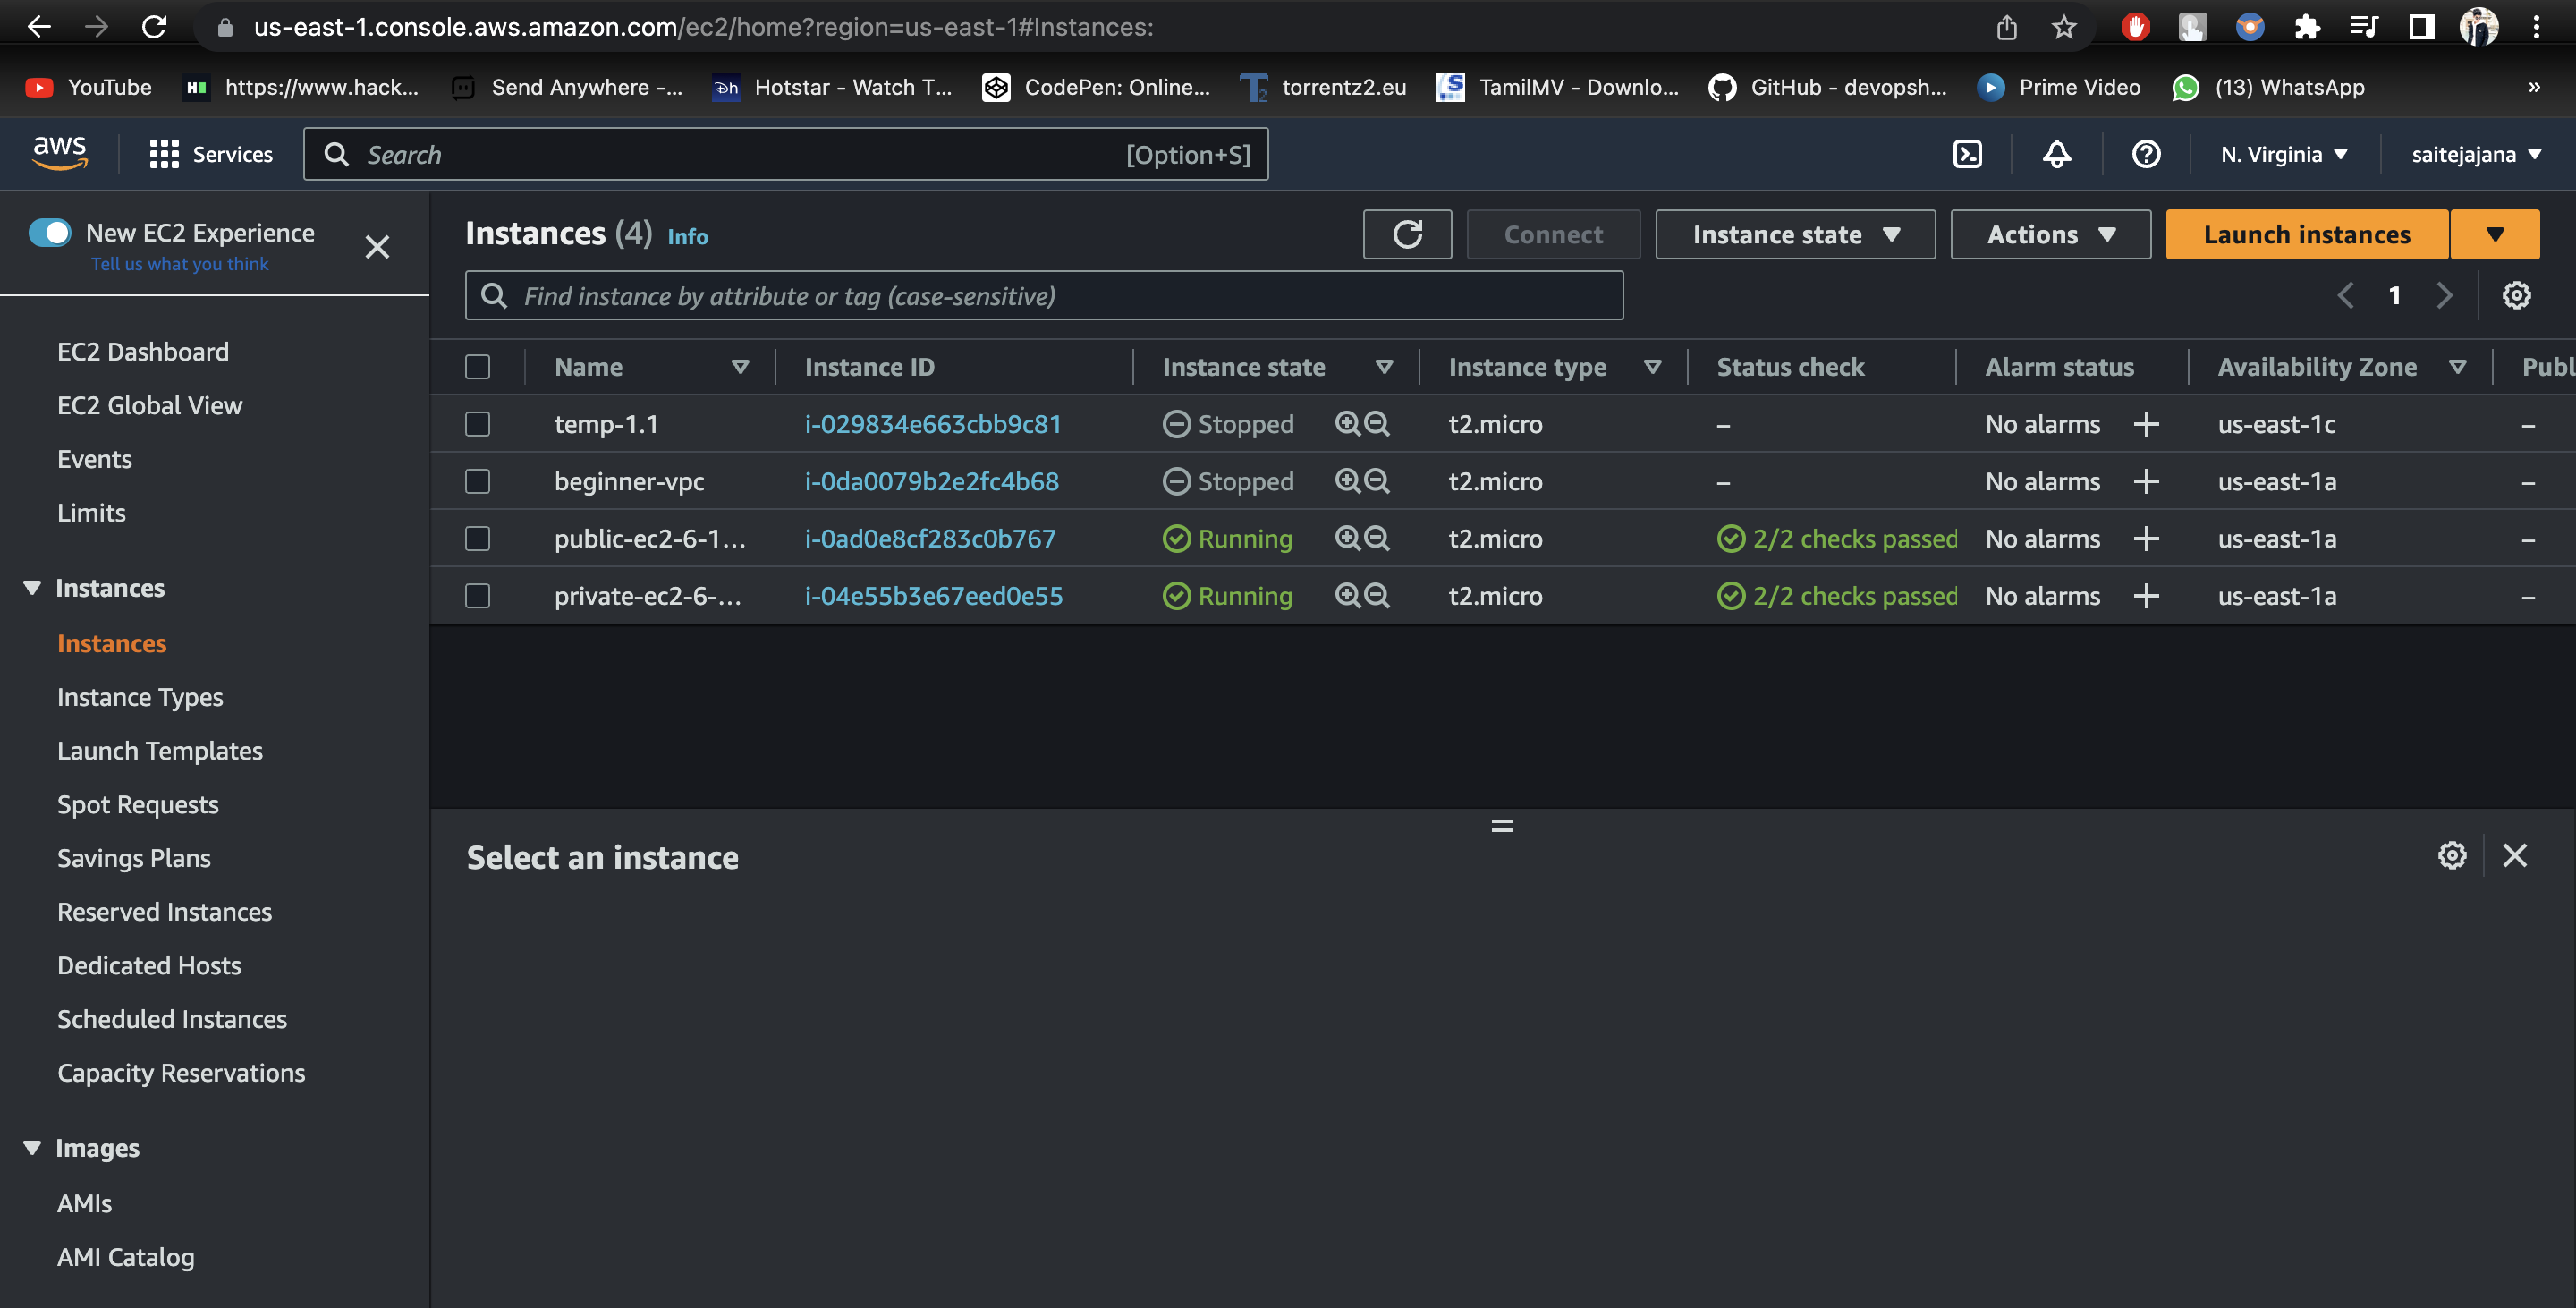 us-east-1.console.aws.amazon.com/ec2/home?region=us-east-1#Instances:
YouTube https://www.hack... Send Anywhere -... Hotstar - Watch T... CodePen: Online... torrentz2.eu TamilMV - Downlo... GitHub - devopsh... Prime Video (13) WhatsApp »
aws Services Search [Option+S] N. Virginia saitejajana
New EC2 Experience
Tell us what you think
EC2 Dashboard
EC2 Global View
Events
Limits
Instances
Instances
Instance Types
Launch Templates
Spot Requests
Savings Plans
Reserved Instances
Dedicated Hosts
Scheduled Instances
Capacity Reservations
Images
AMIs
AMI Catalog
Instances (4) Info Connect Instance state Actions Launch instances
Find instance by attribute or tag (case-sensitive) 1
Name Instance ID Instance state Instance type Status check Alarm status Availability Zone Publ
temp-1.1 i-029834e663cbb9c81 Stopped t2.micro – No alarms + us-east-1c –
beginner-vpc i-0da0079b2e2fc4b68 Stopped t2.micro – No alarms + us-east-1a –
public-ec2-6-1... i-0ad0e8cf283c0b767 Running t2.micro 2/2 checks passed No alarms + us-east-1a –
private-ec2-6-... i-04e55b3e67eed0e55 Running t2.micro 2/2 checks passed No alarms + us-east-1a –
Select an instance